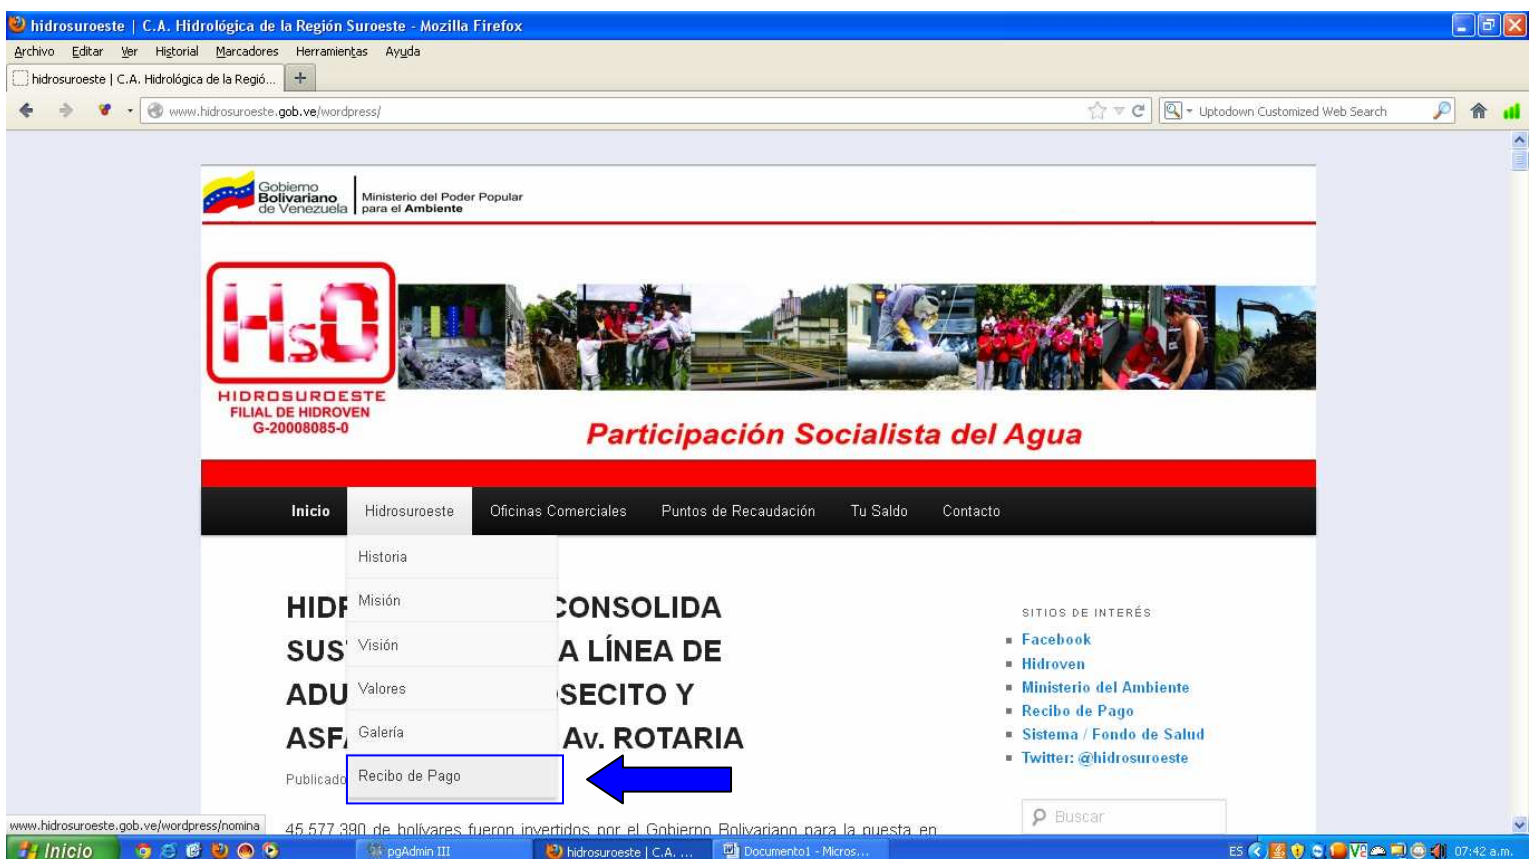 hidrosuroeste | C.A. Hidrológica de la Región Suroeste - Mozilla Firefox
Archivo Editar Ver Historial Marcadores Herramientas Ayuda
hidrosuroeste | C.A. Hidrológica de la Regió... +
www.hidrosuroeste.gob.ve/wordpress/
Uptodown Customized Web Search
Gobierno
Bolivariano
de Venezuela
Ministerio del Poder Popular
para el Ambiente
HsO
HIDROSUROESTE
FILIAL DE HIDROVEN
G-20008085-0
Participación Socialista del Agua
Inicio Hidrosuroeste Oficinas Comerciales Puntos de Recaudación Tu Saldo Contacto
Historia
Misión
Visión
Valores
Galería
Recibo de Pago
CONSOLIDA
A LÍNEA DE
SECITO Y
Av. ROTARIA
Publicado
45.577.390 de bolívares fueron invertidos por el Gobierno Bolivariano para la puesta en
SITIOS DE INTERÉS
Facebook
Hidroven
Ministerio del Ambiente
Recibo de Pago
Sistema / Fondo de Salud
Twitter: @hidrosuroeste
Buscar
www.hidrosuroeste.gob.ve/wordpress/nomina
Inicio pgAdmin III hidrosuroeste | C.A. ... Documento1 - Micros... ES 07:42 a.m.